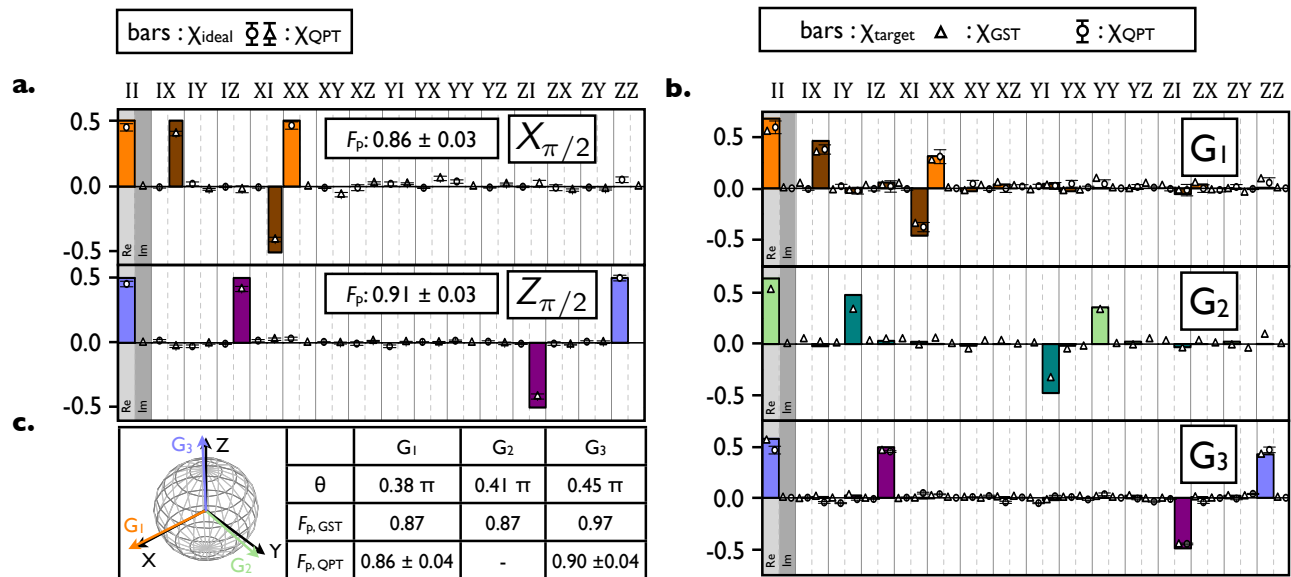 bars : χideal : χQPT
bars : χtarget : χGST : χQPT
a.
II IX IY IZ XI XX XY XZ YI YX YY YZ ZI ZX ZY ZZ
0.5
0.0
-0.5
Fp: 0.86 ± 0.03
Xπ/2
Re
Im
0.5
0.0
-0.5
Fp: 0.91 ± 0.03
Zπ/2
Re
Im
b.
II IX IY IZ XI XX XY XZ YI YX YY YZ ZI ZX ZY ZZ
0.5
0.0
-0.5
G1
Re
Im
0.5
0.0
-0.5
G2
Re
Im
0.5
0.0
-0.5
G3
Re
Im
c.
G3
Z
G1
X
G2
Y
G1 G2 G3
θ 0.38 π 0.41 π 0.45 π
Fp, GST 0.87 0.87 0.97
Fp, QPT 0.86 ± 0.04 - 0.90 ±0.04